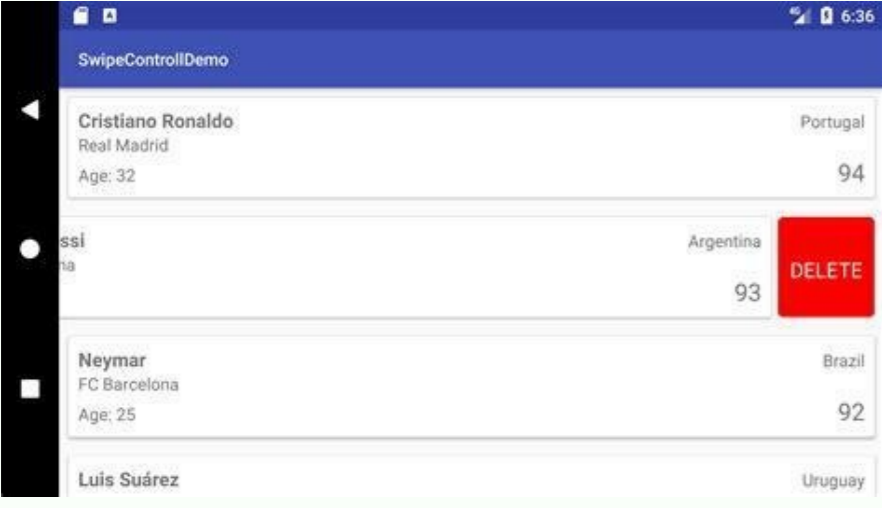 6:36
SwipeControllDemo
Cristiano Ronaldo
Portugal
Real Madrid
Age: 32
94
ssi
Argentina
na
DELETE
93
Neymar
Brazil
FC Barcelona
Age: 25
92
Luis Suárez
Uruguay